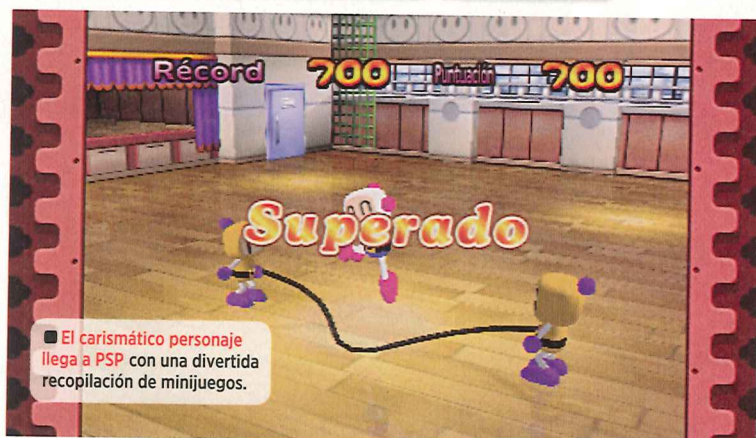 Récord 700 Puntuación 700
Superado
El carismático personaje
llega a PSP con una divertida
recopilación de minijuegos.